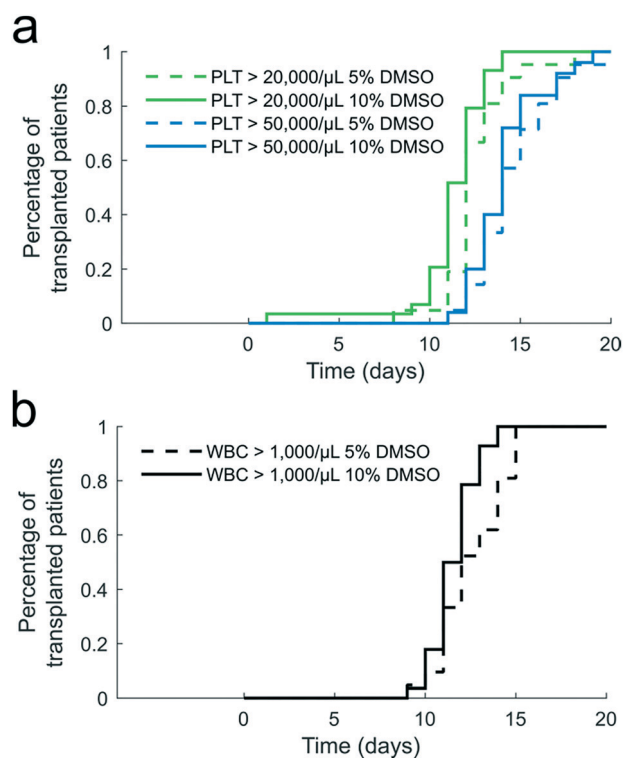 a
PLT > 20,000/µL 5% DMSO
PLT > 20,000/µL 10% DMSO
PLT > 50,000/µL 5% DMSO
PLT > 50,000/µL 10% DMSO
Percentage of
transplanted patients
1
0.8
0.6
0.4
0.2
0
0 5 10 15 20
Time (days)
b
WBC > 1,000/µL 5% DMSO
WBC > 1,000/µL 10% DMSO
Percentage of
transplanted patients
1
0.8
0.6
0.4
0.2
0
0 5 10 15 20
Time (days)